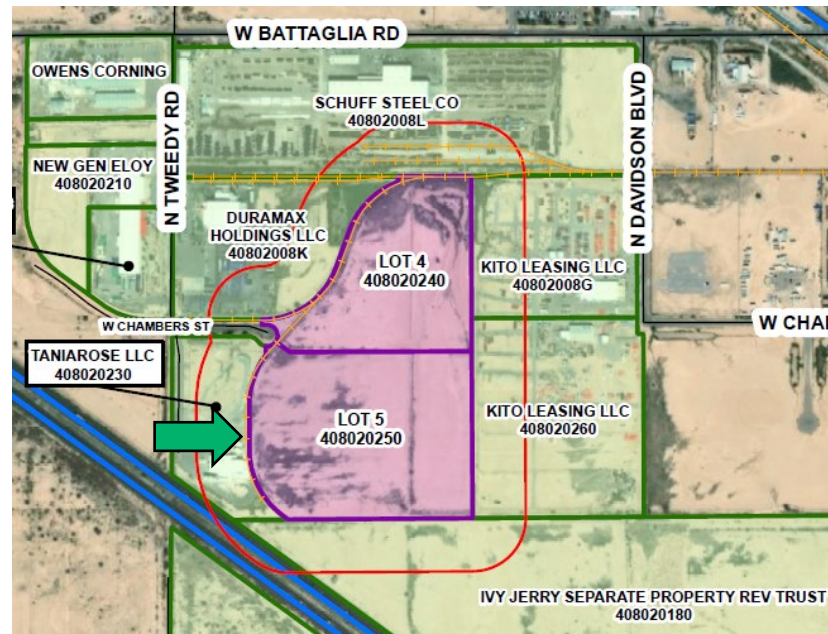 W BATTAGLIA RD
OWENS CORNING
N TWEEDY RD
SCHUFF STEEL CO
40802008L
N DAVIDSON BLVD
NEW GEN ELOY
408020210
DURAMAX
HOLDINGS LLC
40802008K
LOT 4
408020240
KITO LEASING LLC
40802008G
W CHAMBERS ST
W CHA
TANIAROSE LLC
408020230
LOT 5
408020250
KITO LEASING LLC
408020260
IVY JERRY SEPARATE PROPERTY REV TRUST
408020180